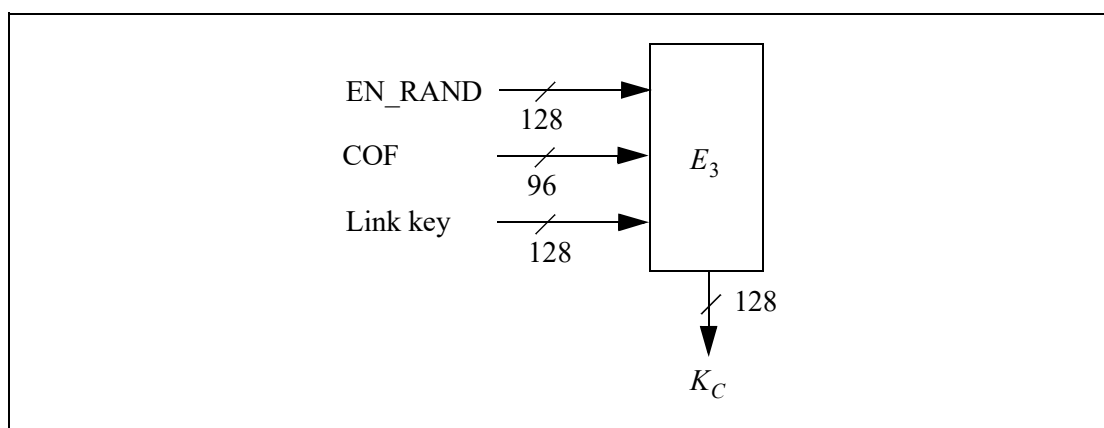 EN_RAND
128
COF
96
Link key
128
E3
128
KC